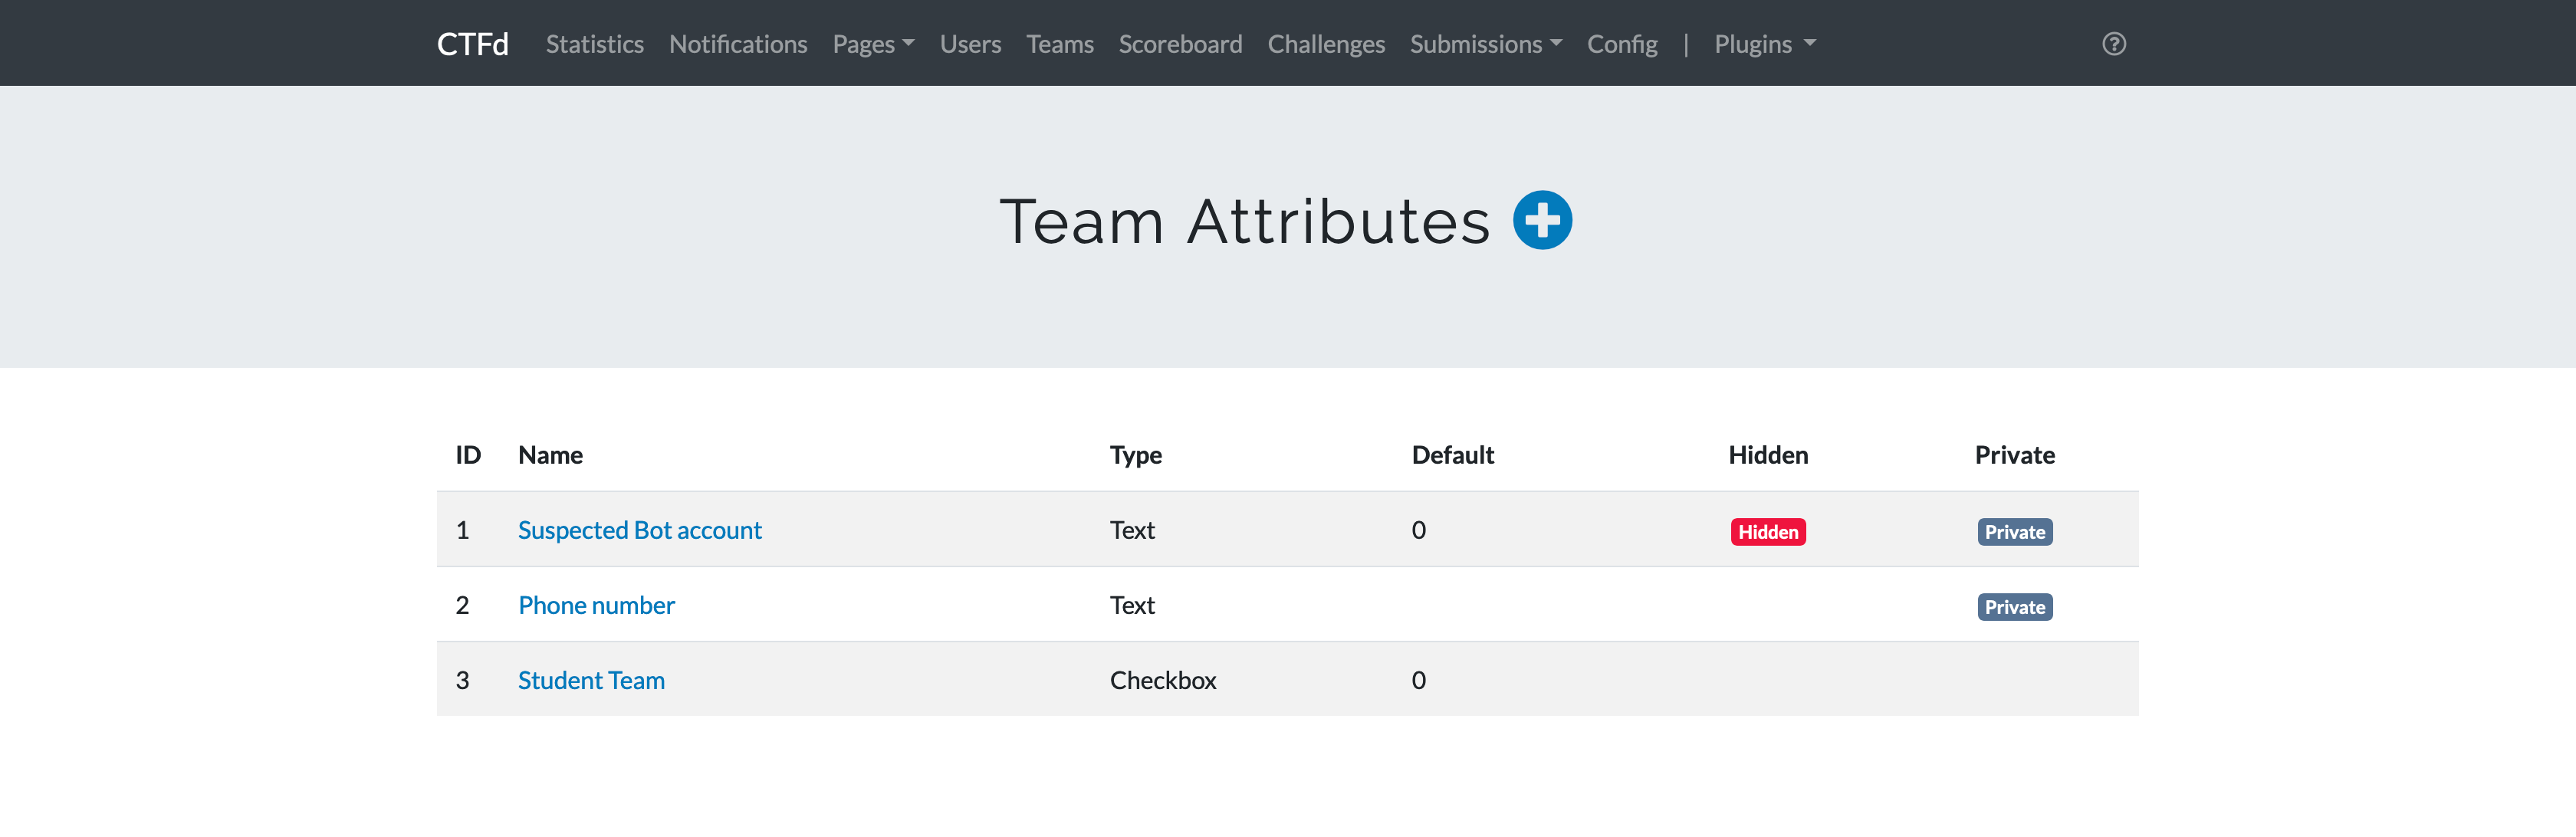 CTFd Statistics Notifications Pages Users Teams Scoreboard Challenges Submissions Config | Plugins
Team Attributes
ID Name Type Default Hidden Private
1 Suspected Bot account Text 0 Hidden Private
2 Phone number Text Private
3 Student Team Checkbox 0